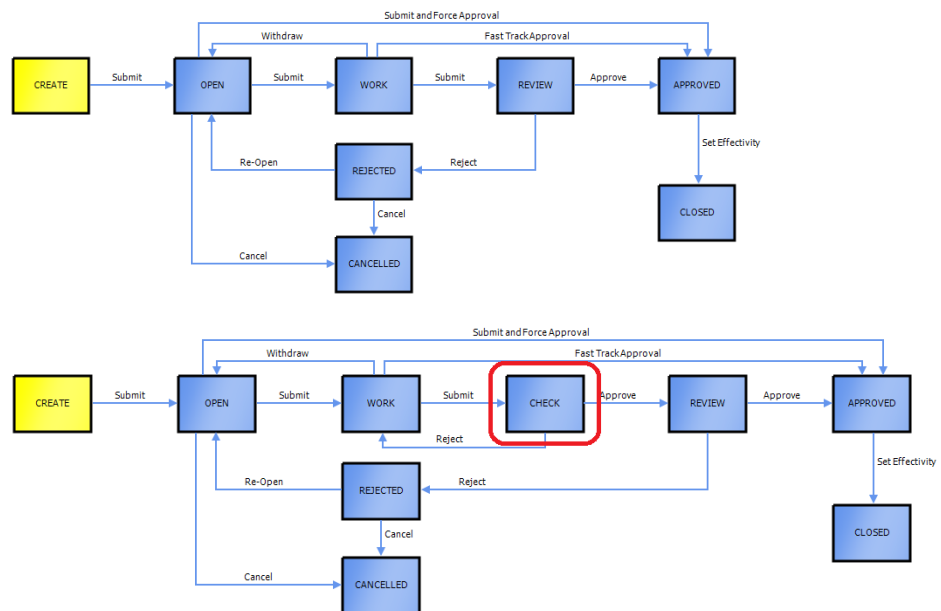 Submit and Force Approval
Withdraw
Fast Track Approval
CREATE
Submit
OPEN
Submit
WORK
Submit
REVIEW
Approve
APPROVED
Set Effectivity
Re-Open
REJECTED
Reject
Cancel
CLOSED
Cancel
CANCELLED
Submit and Force Approval
Withdraw
Fast Track Approval
CREATE
Submit
OPEN
Submit
WORK
Submit
CHECK
Approve
REVIEW
Approve
APPROVED
Reject
Set Effectivity
Re-Open
REJECTED
Reject
Cancel
CLOSED
Cancel
CANCELLED